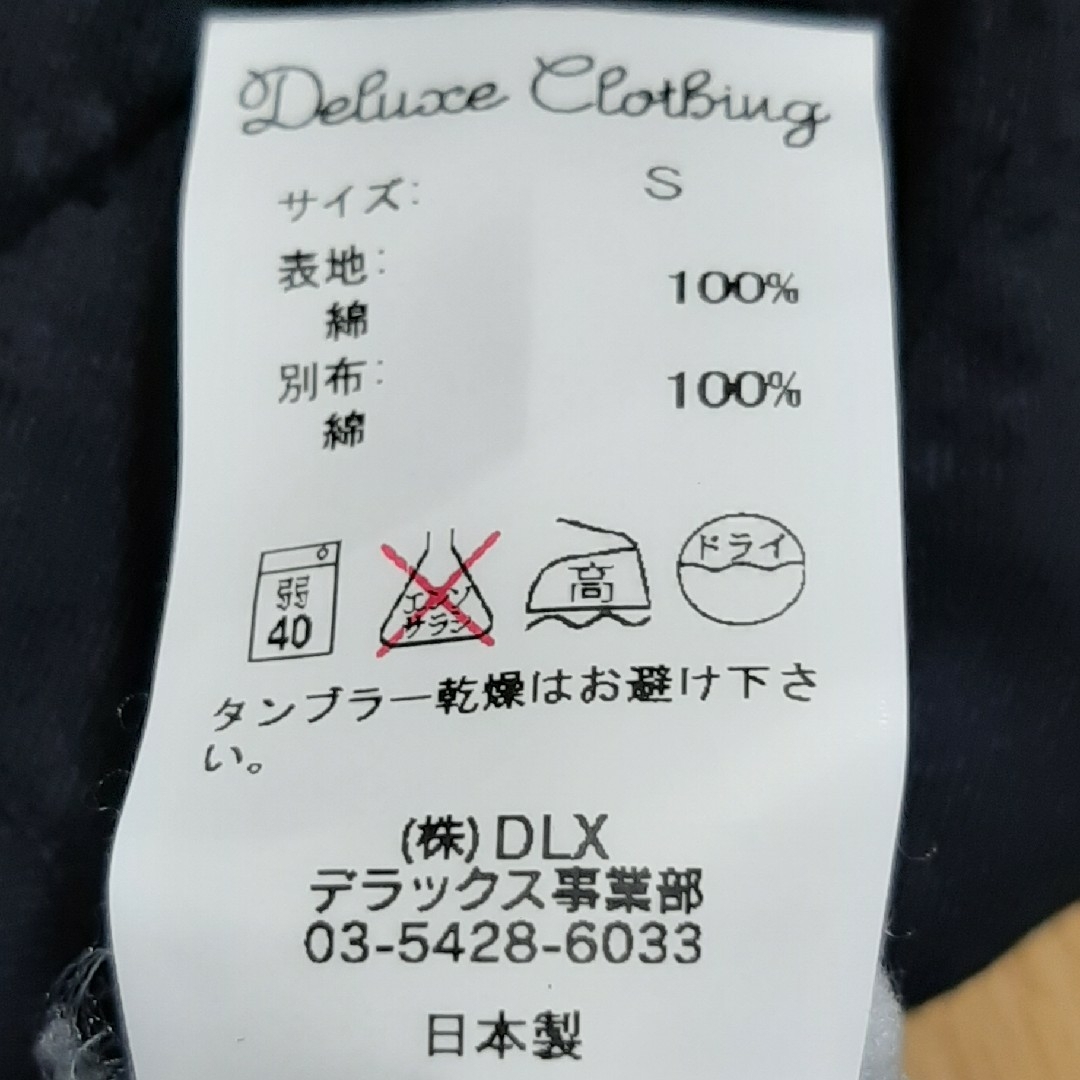 Deluxe Clothing
サイズ: S
表地:
綿 100%
別布:
綿 100%
弱 40 エンソサラシ 高 ドライ
タンブラー乾燥はお避け下さ
い。
(株)DLX
デラックス事業部
03-5428-6033
日本製